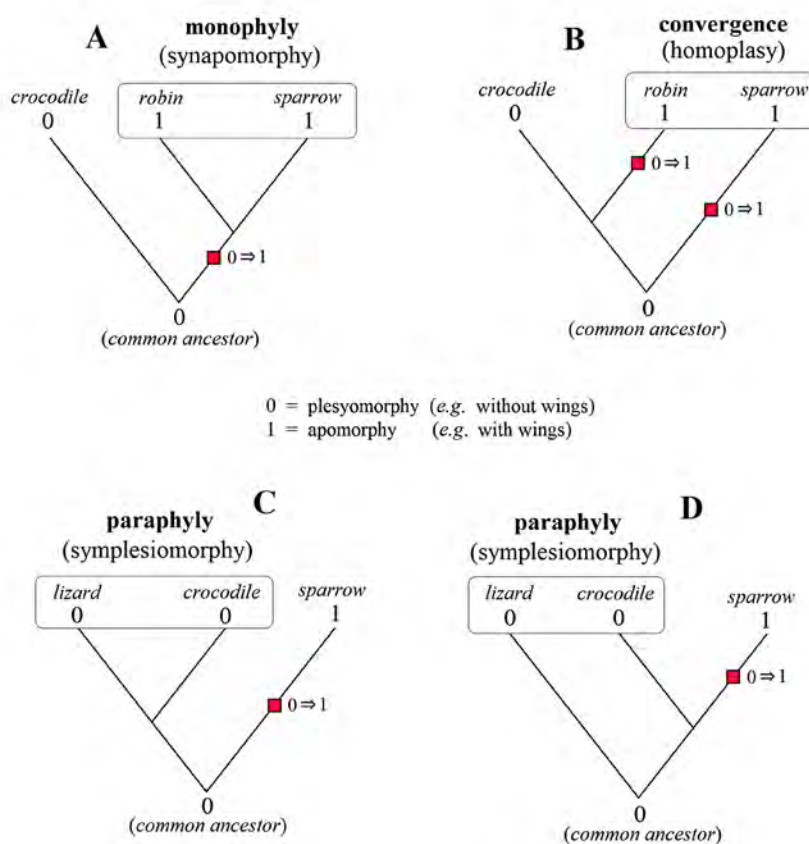 A
monophyly
(synapomorphy)
crocodile
0
robin
1
sparrow
1
0 ⇒ 1
0
(common ancestor)
B
convergence
(homoplasy)
crocodile
0
robin
1
sparrow
1
0 ⇒ 1
0 ⇒ 1
0
(common ancestor)
0 = plesyomorphy (e.g. without wings)
1 = apomorphy (e.g. with wings)
C
paraphyly
(symplesiomorphy)
lizard
0
crocodile
0
sparrow
1
0 ⇒ 1
0
(common ancestor)
D
paraphyly
(symplesiomorphy)
lizard
0
crocodile
0
sparrow
1
0 ⇒ 1
0
(common ancestor)